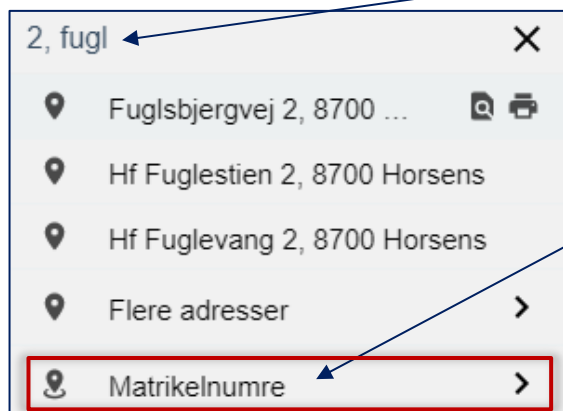 2, fugl
Fuglsbjergvej 2, 8700 ...
Hf Fuglestien 2, 8700 Horsens
Hf Fuglevang 2, 8700 Horsens
Flere adresser
Matrikelnumre